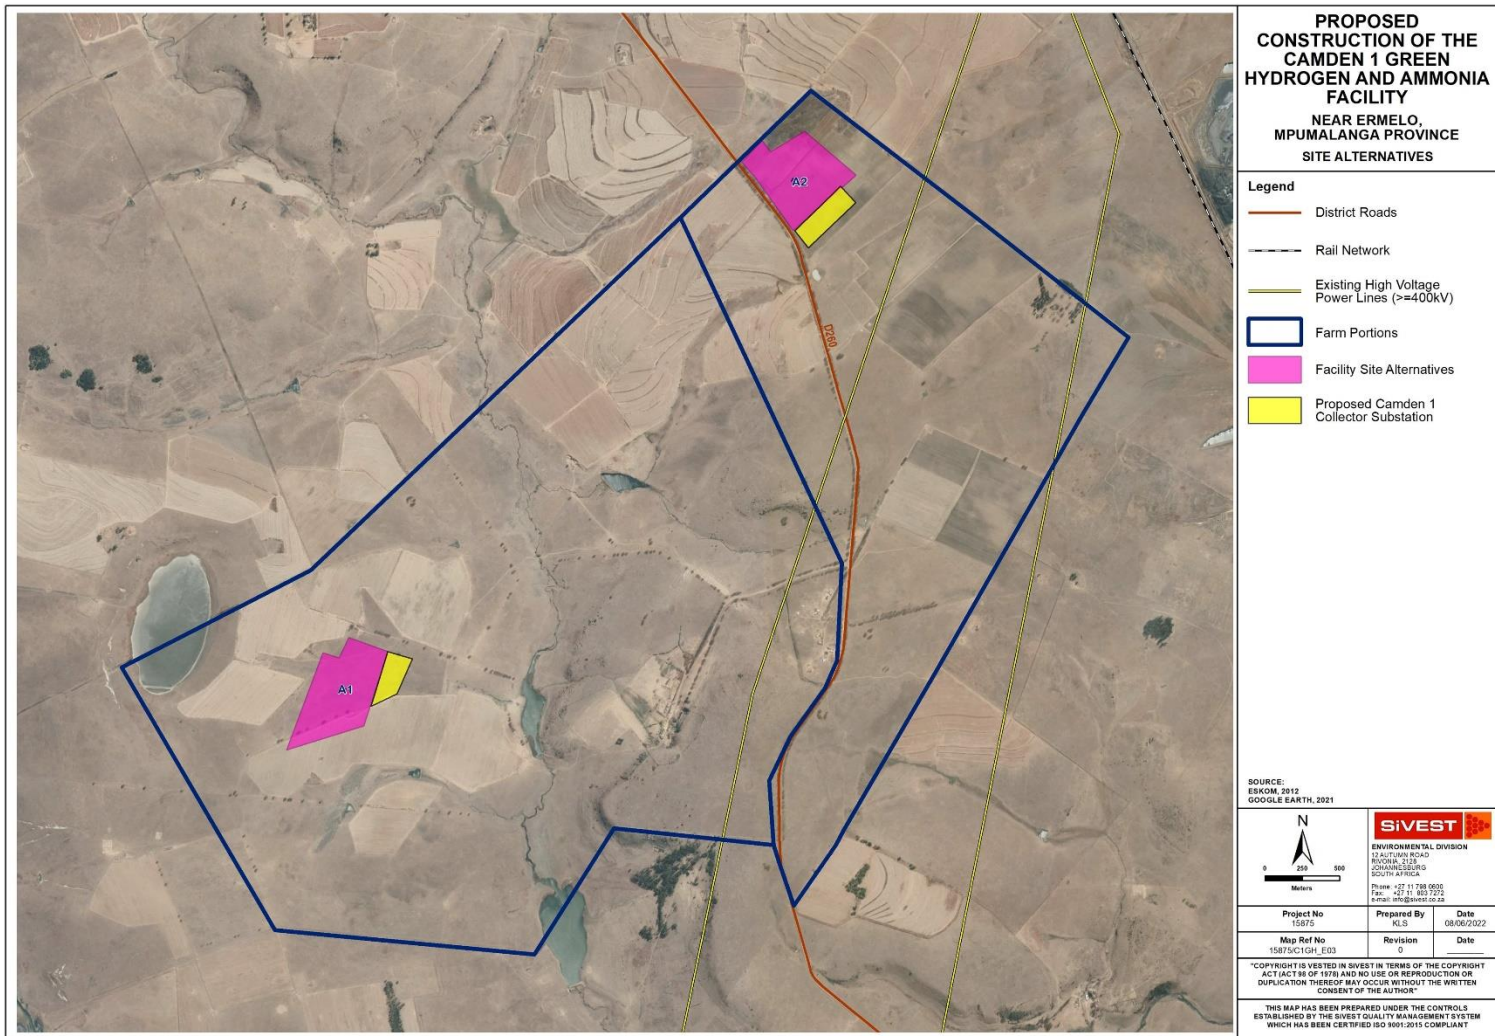 PROPOSED
CONSTRUCTION OF THE
CAMDEN 1 GREEN
HYDROGEN AND AMMONIA
FACILITY
NEAR ERMELO,
MPUMALANGA PROVINCE
SITE ALTERNATIVES
Legend
District Roads
Rail Network
Existing High Voltage
Power Lines (>=400kV)
Farm Portions
Facility Site Alternatives
Proposed Camden 1
Collector Substation
A2
D260
A1
SOURCE:
ESKOM, 2012
GOOGLE EARTH, 2021
N
0 250 500
Meters
SiVEST
ENVIRONMENTAL DIVISION
12 AUTUMN ROAD
RIVONIA, 2128
JOHANNESBURG
SOUTH AFRICA
Phone: +27 11 798 0600
Fax: +27 11 803 7272
e-mail: info@sivest.co.za
Project No
15875
Prepared By
KLS
Date
08/06/2022
Map Ref No
15875/C1GH_E03
Revision
0
Date
"COPYRIGHT IS VESTED IN SIVEST IN TERMS OF THE COPYRIGHT
ACT (ACT 98 OF 1978) AND NO USE OR REPRODUCTION OR
DUPLICATION THEREOF MAY OCCUR WITHOUT THE WRITTEN
CONSENT OF THE AUTHOR"
THIS MAP HAS BEEN PREPARED UNDER THE CONTROLS
ESTABLISHED BY THE SIVEST QUALITY MANAGEMENT SYSTEM
WHICH HAS BEEN CERTIFIED ISO 9001:2015 COMPLIANT